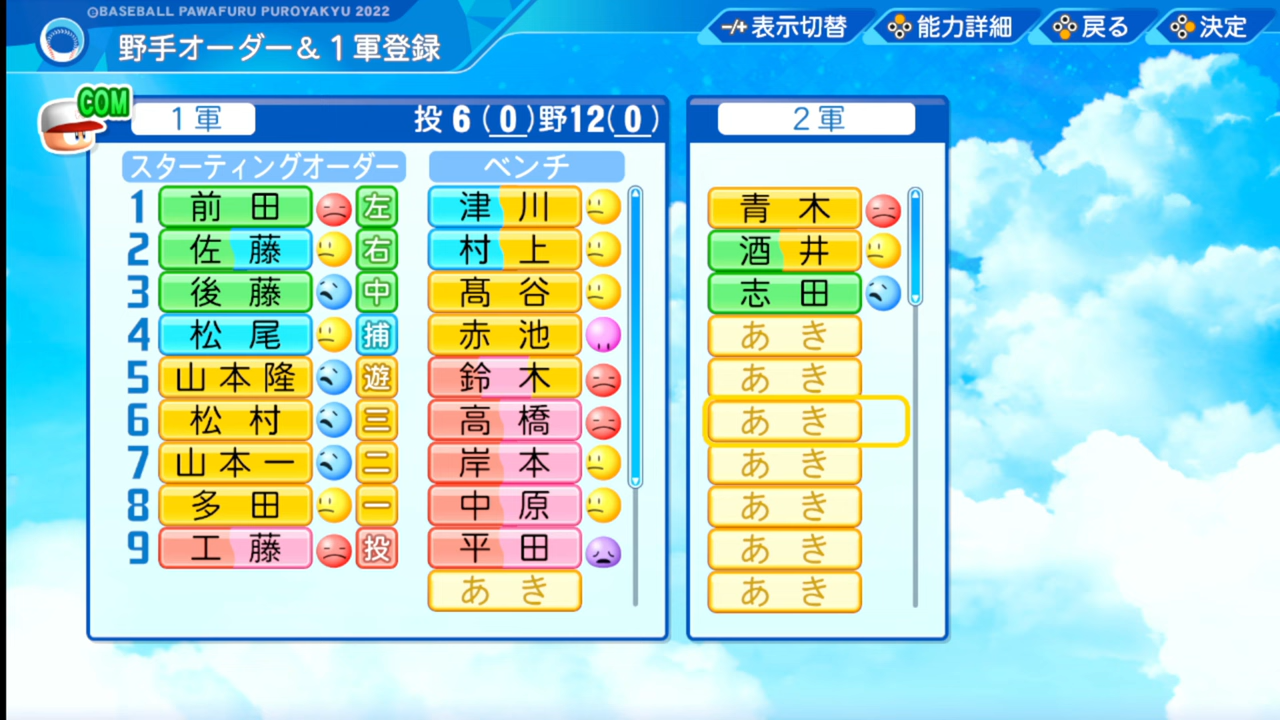 ©BASEBALL PAWAFURU PUROYAKYU 2022
野手オーダー&1軍登録
-/+表示切替
能力詳細
戻る
決定
COM
1軍
投6(0)野12(0)
2軍
スターティングオーダー
ベンチ
1 前田 左
2 佐藤 右
3 後藤 中
4 松尾 捕
5 山本隆 遊
6 松村 三
7 山本一 二
8 多田 一
9 工藤 投
津川
村上
髙谷
赤池
鈴木
高橋
岸本
中原
平田
あき
青木
酒井
志田
あき
あき
あき
あき
あき
あき
あき